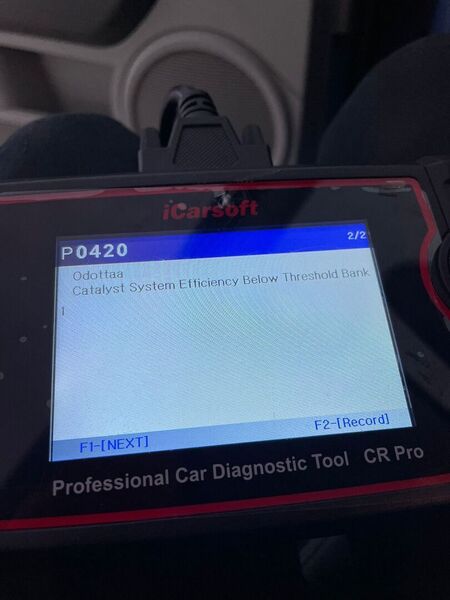 iCarsoft
P0420
2/2
Odottaa
Catalyst System Efficiency Below Threshold Bank
1
F1-[NEXT]
F2-[Record]
Professional Car Diagnostic Tool CR Pro